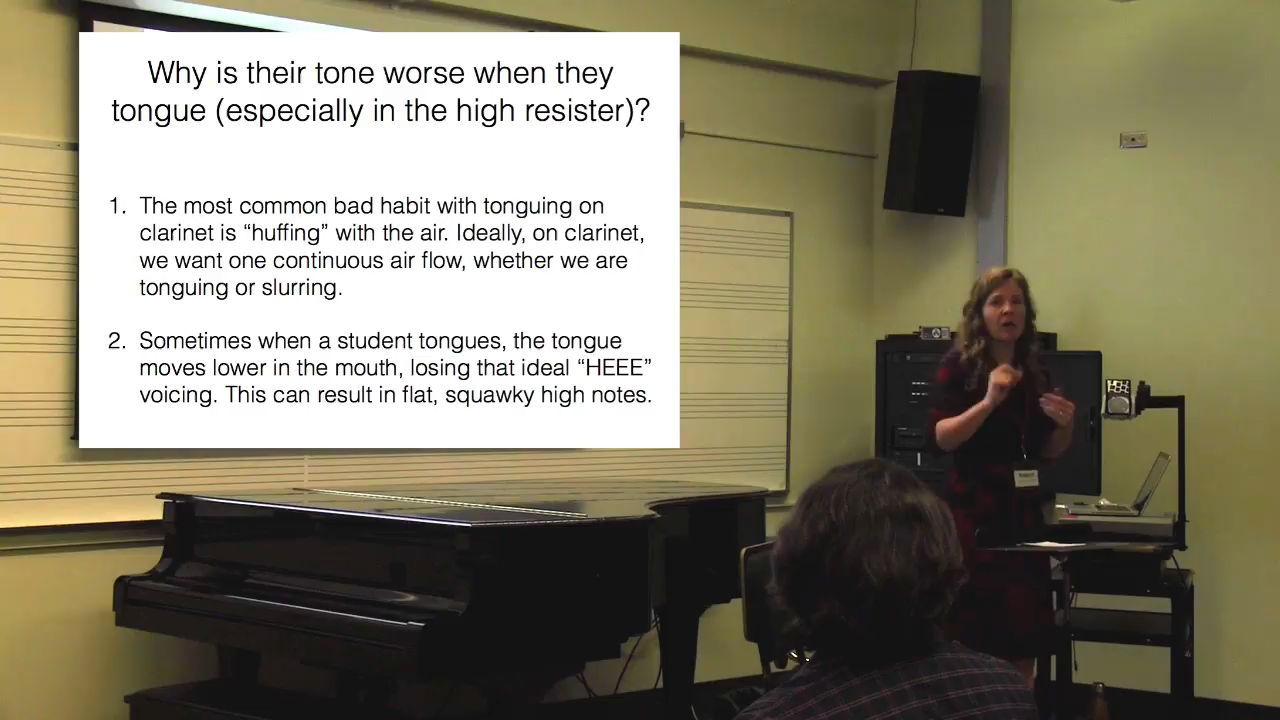 Why is their tone worse when they
tongue (especially in the high resister)?
1. The most common bad habit with tonguing on
clarinet is “huffing” with the air. Ideally, on clarinet,
we want one continuous air flow, whether we are
tonguing or slurring.
2. Sometimes when a student tongues, the tongue
moves lower in the mouth, losing that ideal “HEEE”
voicing. This can result in flat, squawky high notes.